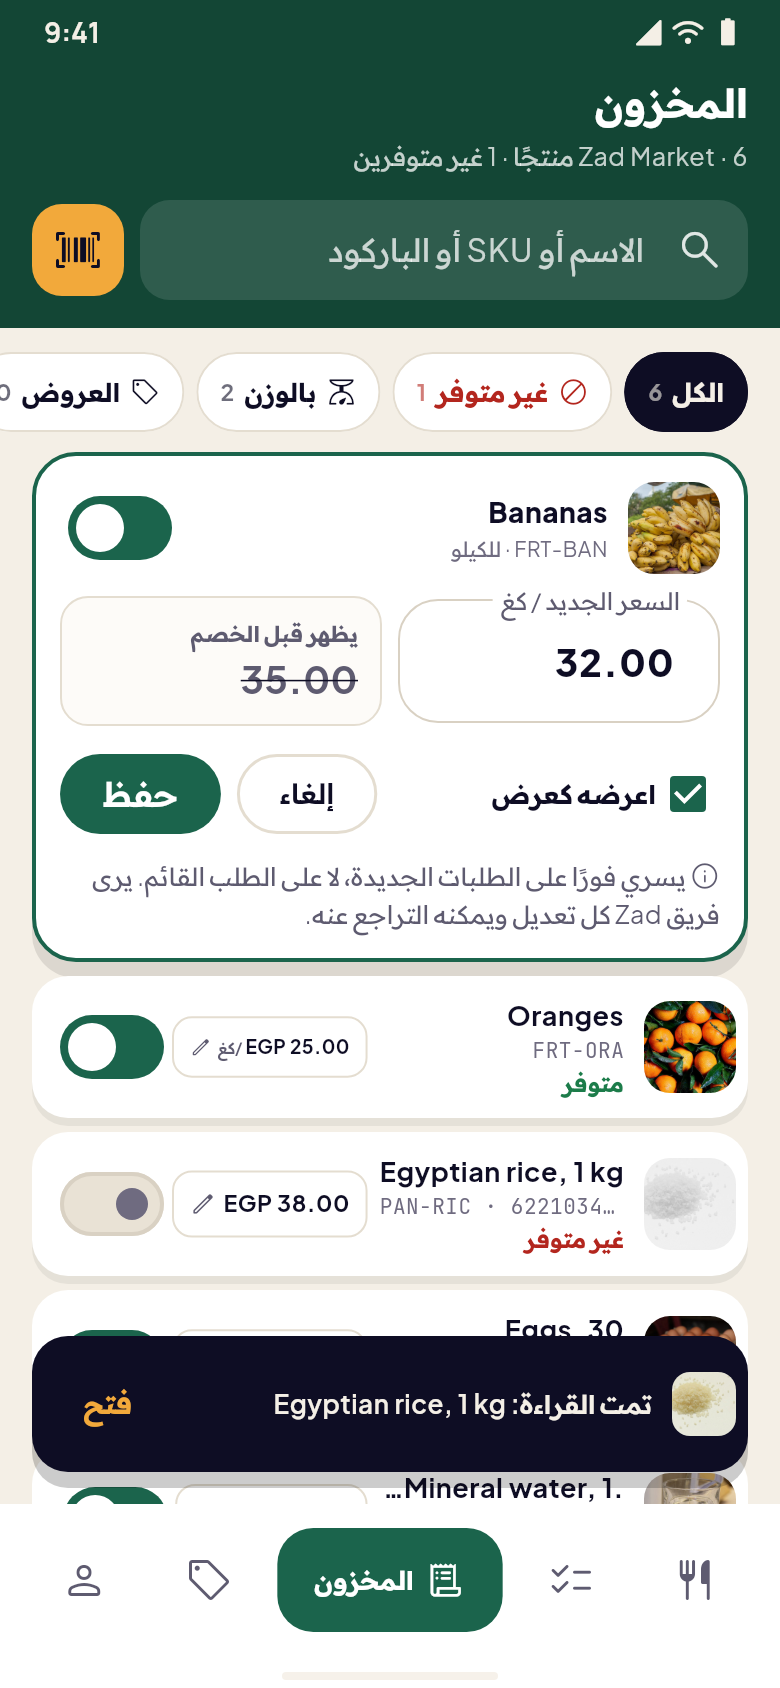 9:41
المخزون
Zad Market · 6 منتجًا · 1 غير متوفرين
الاسم أو SKU أو الباركود
الكل 6
غير متوفر 1
بالوزن 2
العروض 0
Bananas
FRT-BAN · للكيلو
السعر الجديد / كغ
32.00
يظهر قبل الخصم
35.00
اعرضه كعرض
إلغاء
حفظ
يسري فورًا على الطلبات الجديدة، لا على الطلب القائم. يرى
فريق Zad كل تعديل ويمكنه التراجع عنه.
Oranges
FRT-ORA
متوفر
EGP 25.00 /كغ
Egyptian rice, 1 kg
PAN-RIC · 6221034…
غير متوفر
EGP 38.00
Eggs, 30
تمت القراءة: Egyptian rice, 1 kg
فتح
Mineral water, 1.…
المخزون